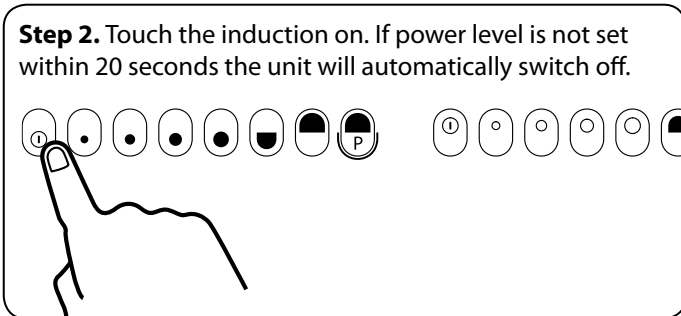 Step 2. Touch the induction on. If power level is not set
within 20 seconds the unit will automatically switch off.
P